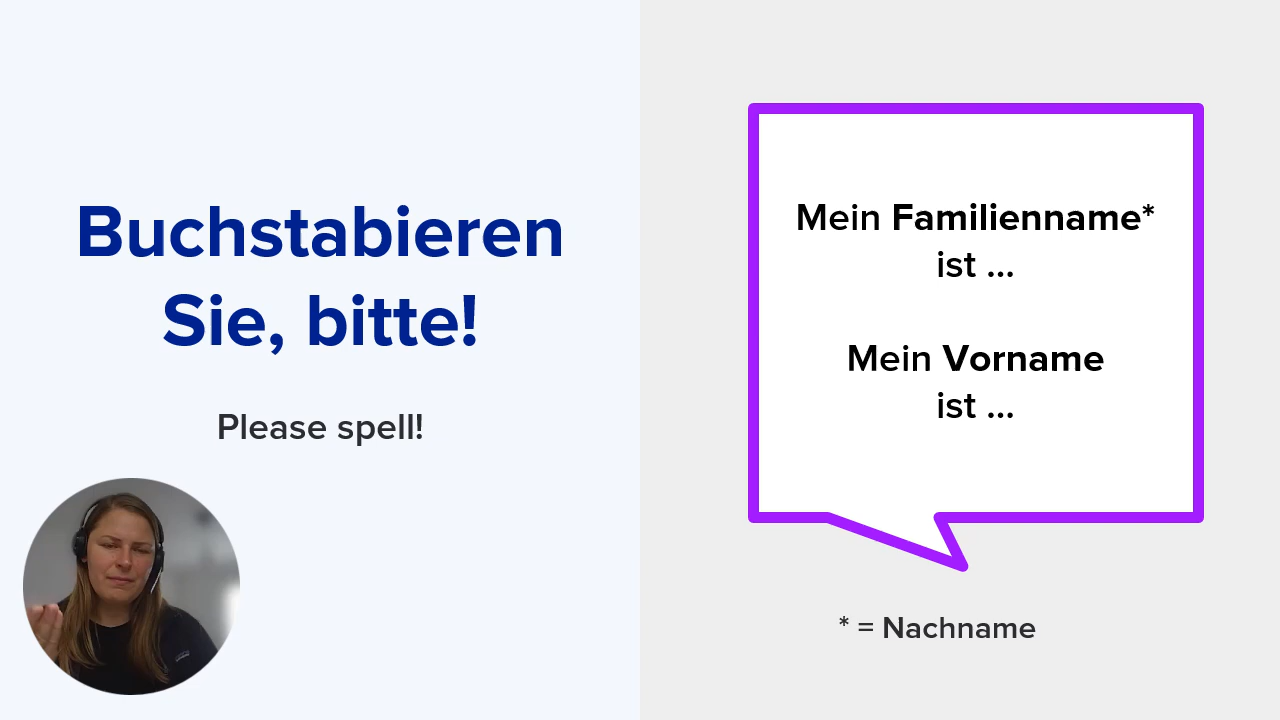 Buchstabieren
Sie, bitte!
Please spell!
Mein Familienname*
ist ...
Mein Vorname
ist ...
* = Nachname